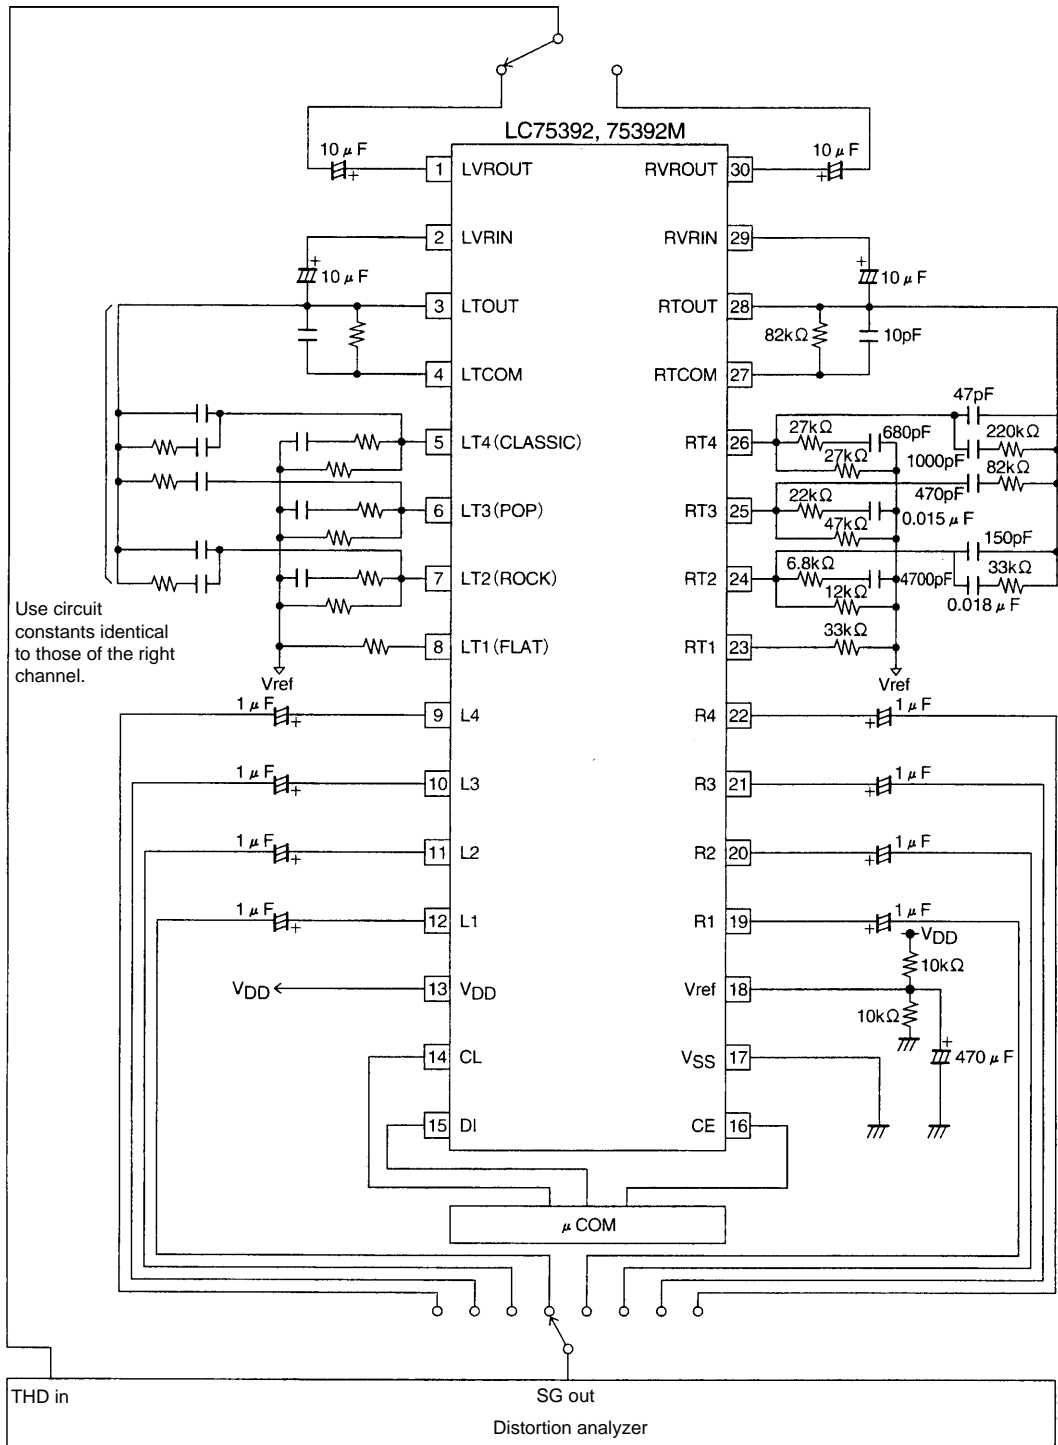 LC75392, 75392M
10 μF
1 LVROUT
RVROUT 30
10 μF
2 LVRIN
RVRIN 29
+ 10 μF
+ 10 μF
3 LTOUT
RTOUT 28
82kΩ
10pF
4 LTCOM
RTCOM 27
47pF
5 LT4(CLASSIC)
RT4 26
27kΩ
680pF
220kΩ
27kΩ
1000pF
82kΩ
6 LT3(POP)
RT3 25
22kΩ
470pF
0.015 μF
47kΩ
150pF
7 LT2(ROCK)
RT2 24
6.8kΩ
4700pF
33kΩ
12kΩ
0.018 μF
Use circuit
constants identical
to those of the right
channel.
8 LT1(FLAT)
RT1 23
33kΩ
Vref
Vref
1 μF
9 L4
R4 22
1 μF
1 μF
10 L3
R3 21
1 μF
1 μF
11 L2
R2 20
1 μF
1 μF
12 L1
R1 19
1 μF
VDD
10kΩ
VDD
13 VDD
Vref 18
10kΩ
+ 470 μF
14 CL
VSS 17
15 DI
CE 16
μ COM
THD in
SG out
Distortion analyzer